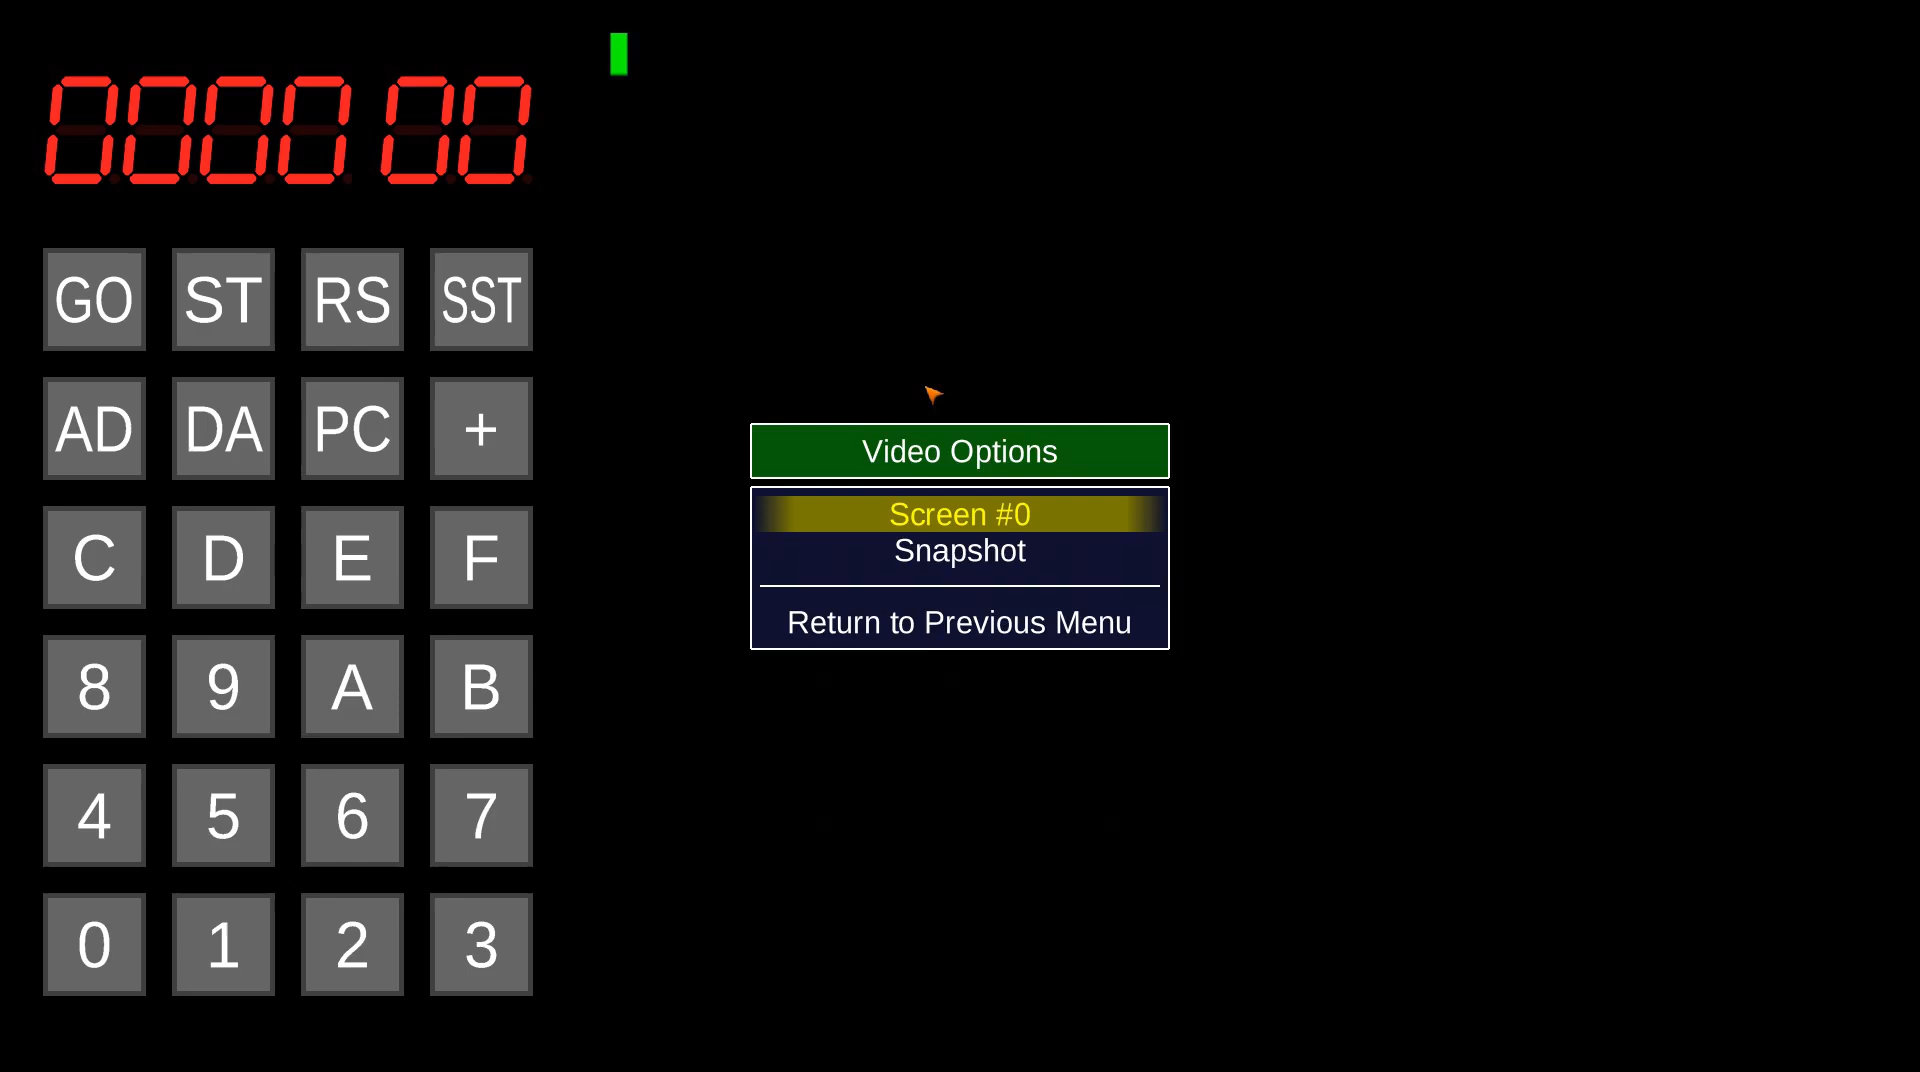 0000 00
GO ST RS SST
AD DA PC +
C D E F
8 9 A B
4 5 6 7
0 1 2 3
Video Options
Screen #0
Snapshot
Return to Previous Menu